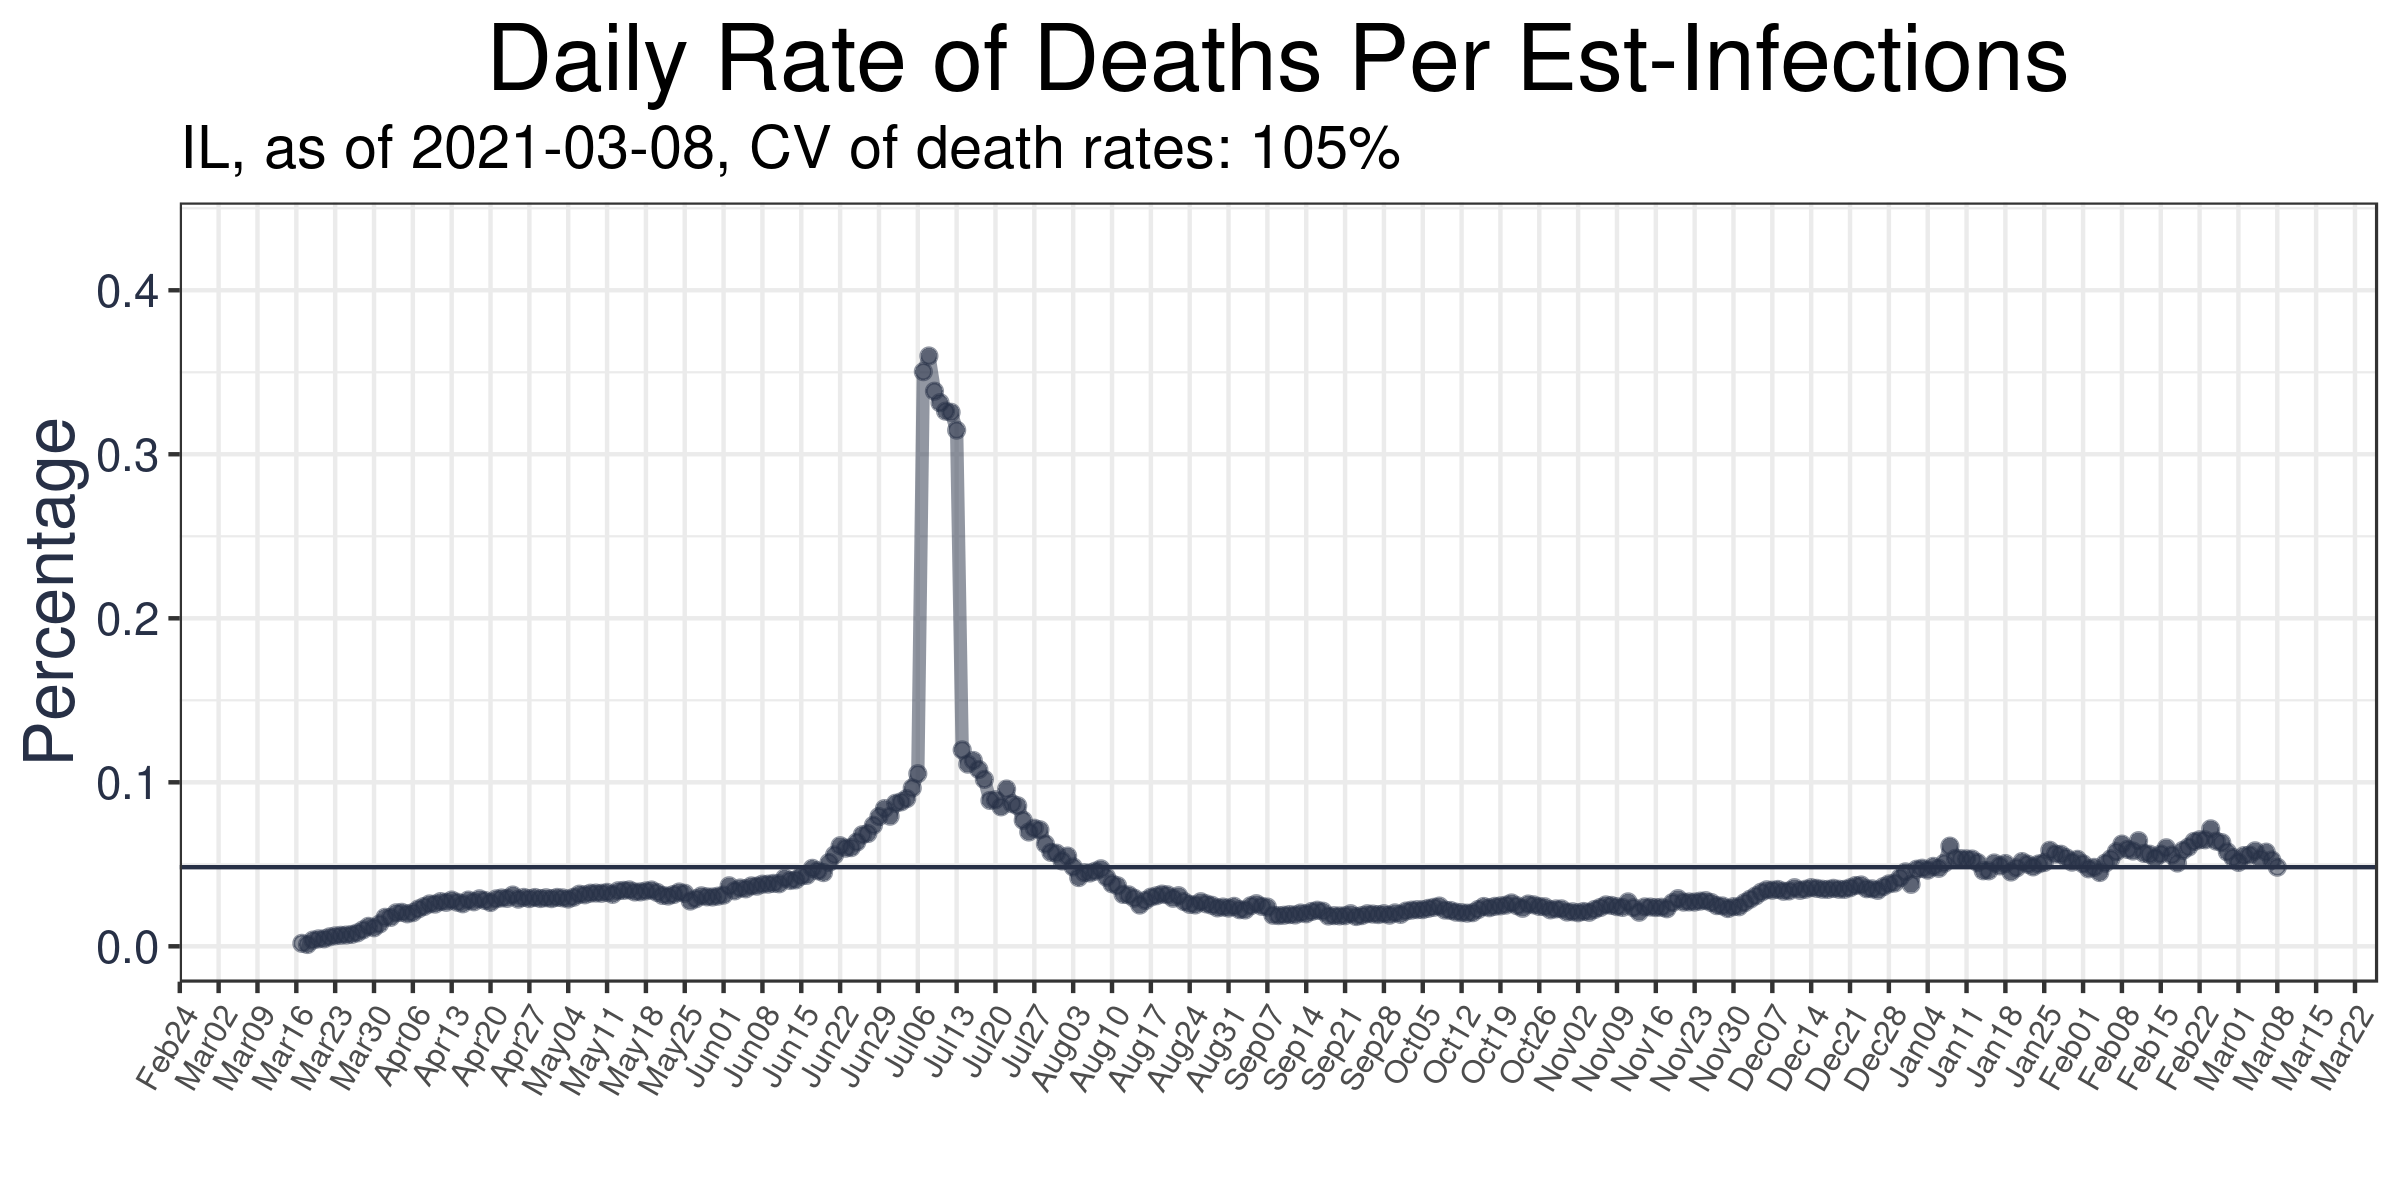 Daily Rate of Deaths Per Est-Infections
IL, as of 2021-03-08, CV of death rates: 105%
Percentage
0.4
0.3
0.2
0.1
0.0
Feb24
Mar02
Mar09
Mar16
Mar23
Mar30
Apr06
Apr13
Apr20
Apr27
May04
May11
May18
May25
Jun01
Jun08
Jun15
Jun22
Jun29
Jul06
Jul13
Jul20
Jul27
Aug03
Aug10
Aug17
Aug24
Aug31
Sep07
Sep14
Sep21
Sep28
Oct05
Oct12
Oct19
Oct26
Nov02
Nov09
Nov16
Nov23
Nov30
Dec07
Dec14
Dec21
Dec28
Jan04
Jan11
Jan18
Jan25
Feb01
Feb08
Feb15
Feb22
Mar01
Mar08
Mar15
Mar22